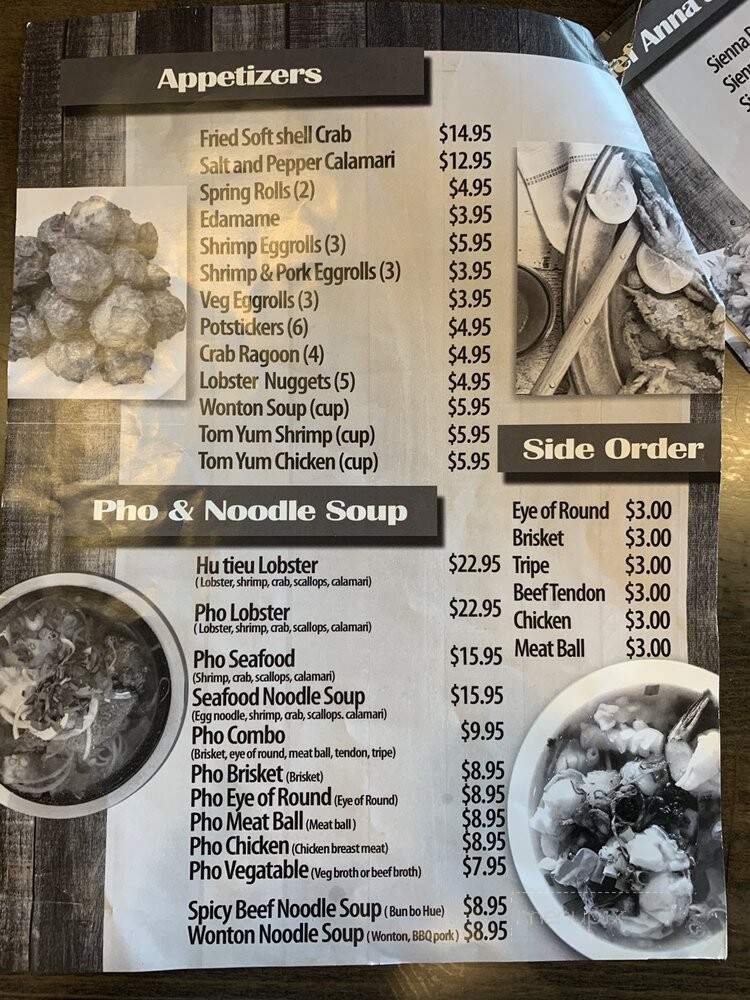 Appetizers
Fried Soft shell Crab $14.95
Salt and Pepper Calamari $12.95
Spring Rolls (2) $4.95
Edamame $3.95
Shrimp Eggrolls (3) $5.95
Shrimp & Pork Eggrolls (3) $3.95
Veg Eggrolls (3) $3.95
Potstickers (6) $4.95
Crab Ragoon (4) $4.95
Lobster Nuggets (5) $4.95
Wonton Soup (cup) $5.95
Tom Yum Shrimp (cup) $5.95
Tom Yum Chicken (cup) $5.95
Pho & Noodle Soup
Hu tieu Lobster $22.95
( Lobster, shrimp, crab, scallops, calamari)
Pho Lobster $22.95
( Lobster, shrimp, crab, scallops, calamari)
Pho Seafood $15.95
(Shrimp, crab, scallops, calamari)
Seafood Noodle Soup $15.95
(Egg noodle, shrimp, crab, scallops. calamari)
Pho Combo $9.95
(Brisket, eye of round, meat ball, tendon, tripe)
Pho Brisket (Brisket) $8.95
Pho Eye of Round (Eye of Round) $8.95
Pho Meat Ball (Meat ball ) $8.95
Pho Chicken (Chicken breast meat) $8.95
Pho Vegatable (Veg broth or beef broth) $7.95
Spicy Beef Noodle Soup ( Bun bo Hue) $8.95
Wonton Noodle Soup ( Wonton, BBQ pork ) $8.95
Side Order
Eye of Round $3.00
Brisket $3.00
Tripe $3.00
Beef Tendon $3.00
Chicken $3.00
Meat Ball $3.00
Anna
Sienna